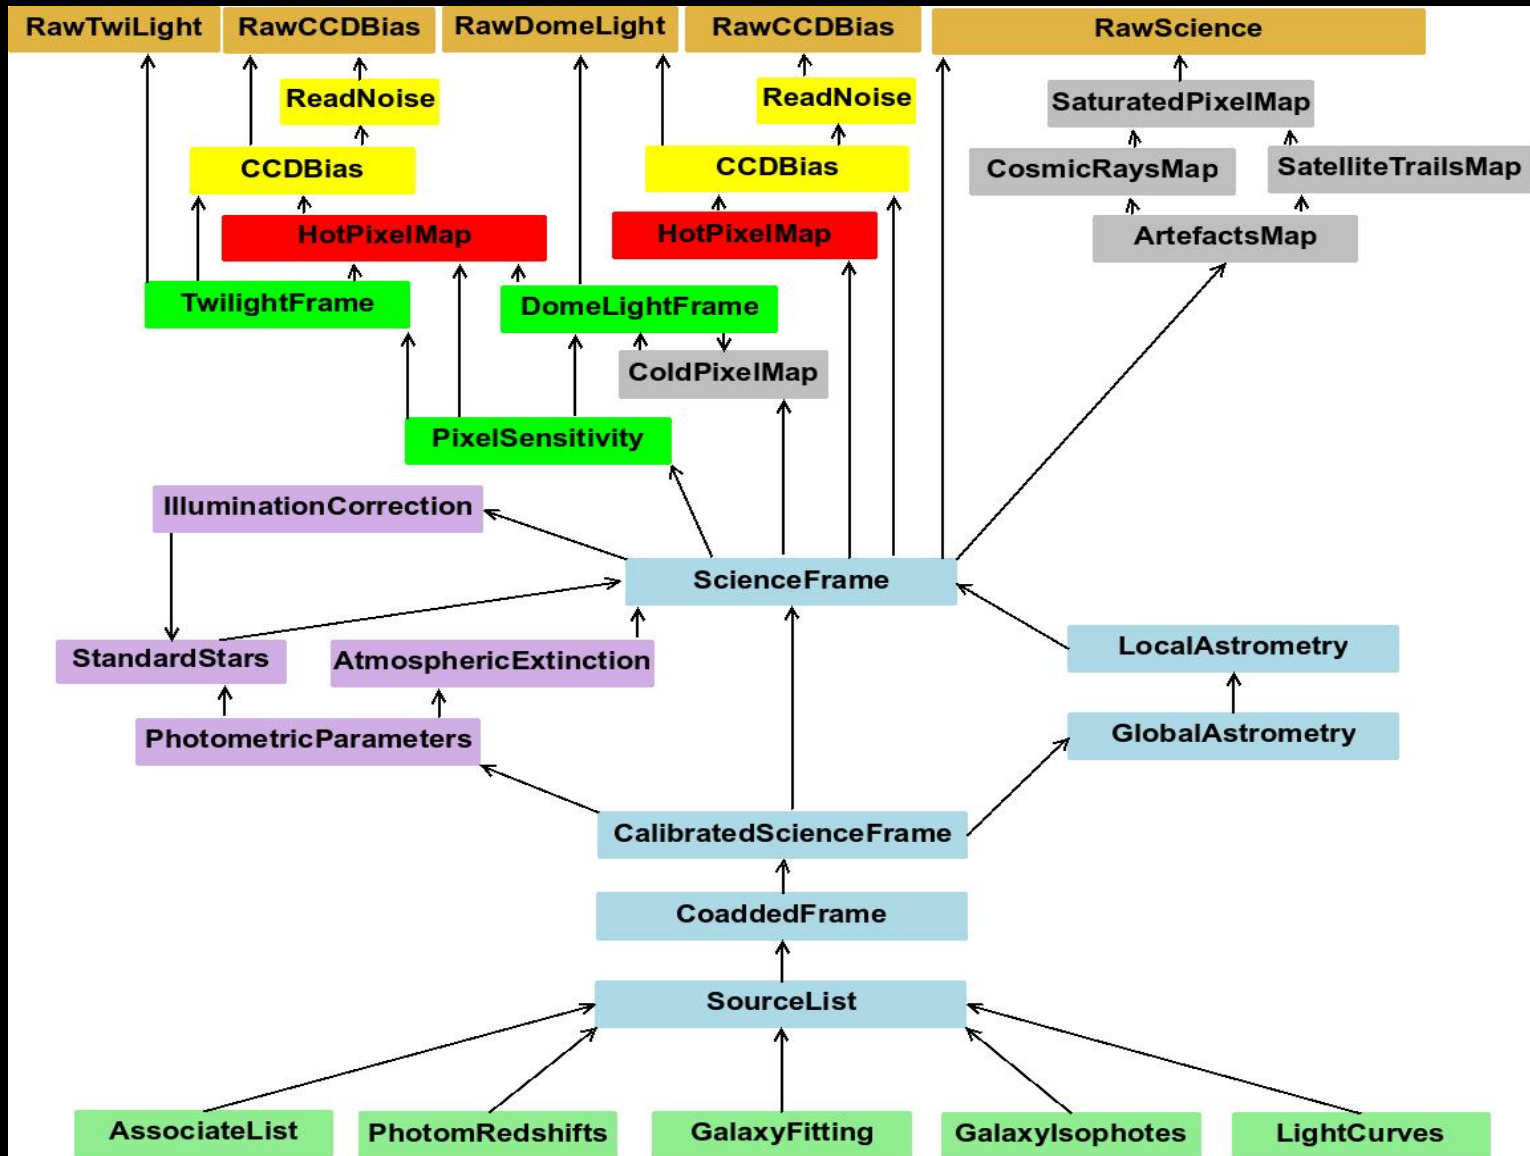 RawTwiLight
RawCCDBias
RawDomeLight
RawCCDBias
RawScience
ReadNoise
ReadNoise
SaturatedPixelMap
CCDBias
CCDBias
CosmicRaysMap
SatelliteTrailsMap
HotPixelMap
HotPixelMap
ArtefactsMap
TwilightFrame
DomeLightFrame
ColdPixelMap
PixelSensitivity
IlluminationCorrection
ScienceFrame
StandardStars
AtmosphericExtinction
LocalAstrometry
PhotometricParameters
GlobalAstrometry
CalibratedScienceFrame
CoaddedFrame
SourceList
AssociateList
PhotomRedshifts
GalaxyFitting
GalaxyIsophotes
LightCurves